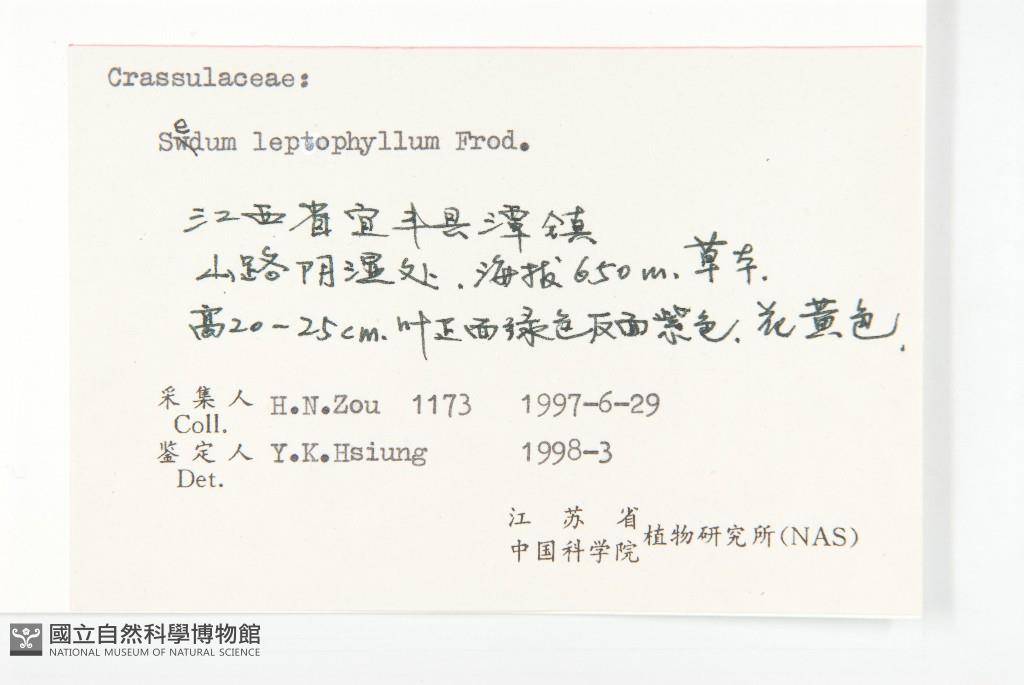 Crassulaceae:
Sedum leptophyllum Frod.
江西省宜丰县潭镇
山路阴湿处.海拔650m.草本.
高20-25cm.叶正面绿色反面紫色.花黄色.
采集人 H.N.Zou 1173 1997-6-29
Coll.
鉴定人 Y.K.Hsiung 1998-3
Det.
江苏省
中国科学院植物研究所(NAS)
國立自然科學博物館
NATIONAL MUSEUM OF NATURAL SCIENCE